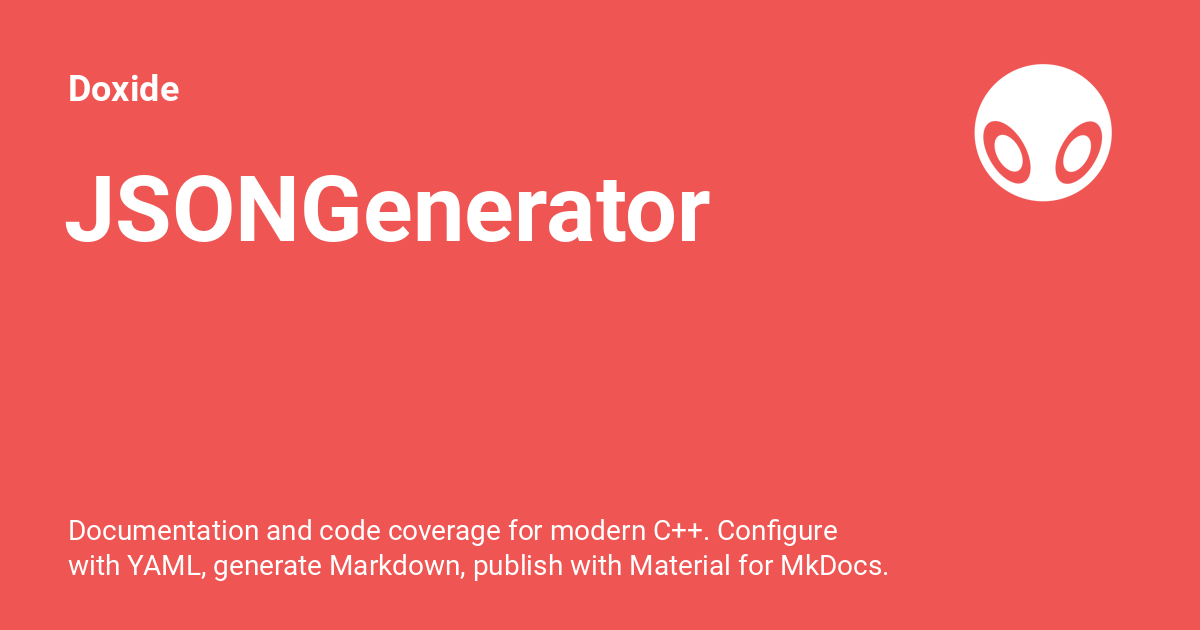 Doxide
JSONGenerator
Documentation and code coverage for modern C++. Configure
with YAML, generate Markdown, publish with Material for MkDocs.